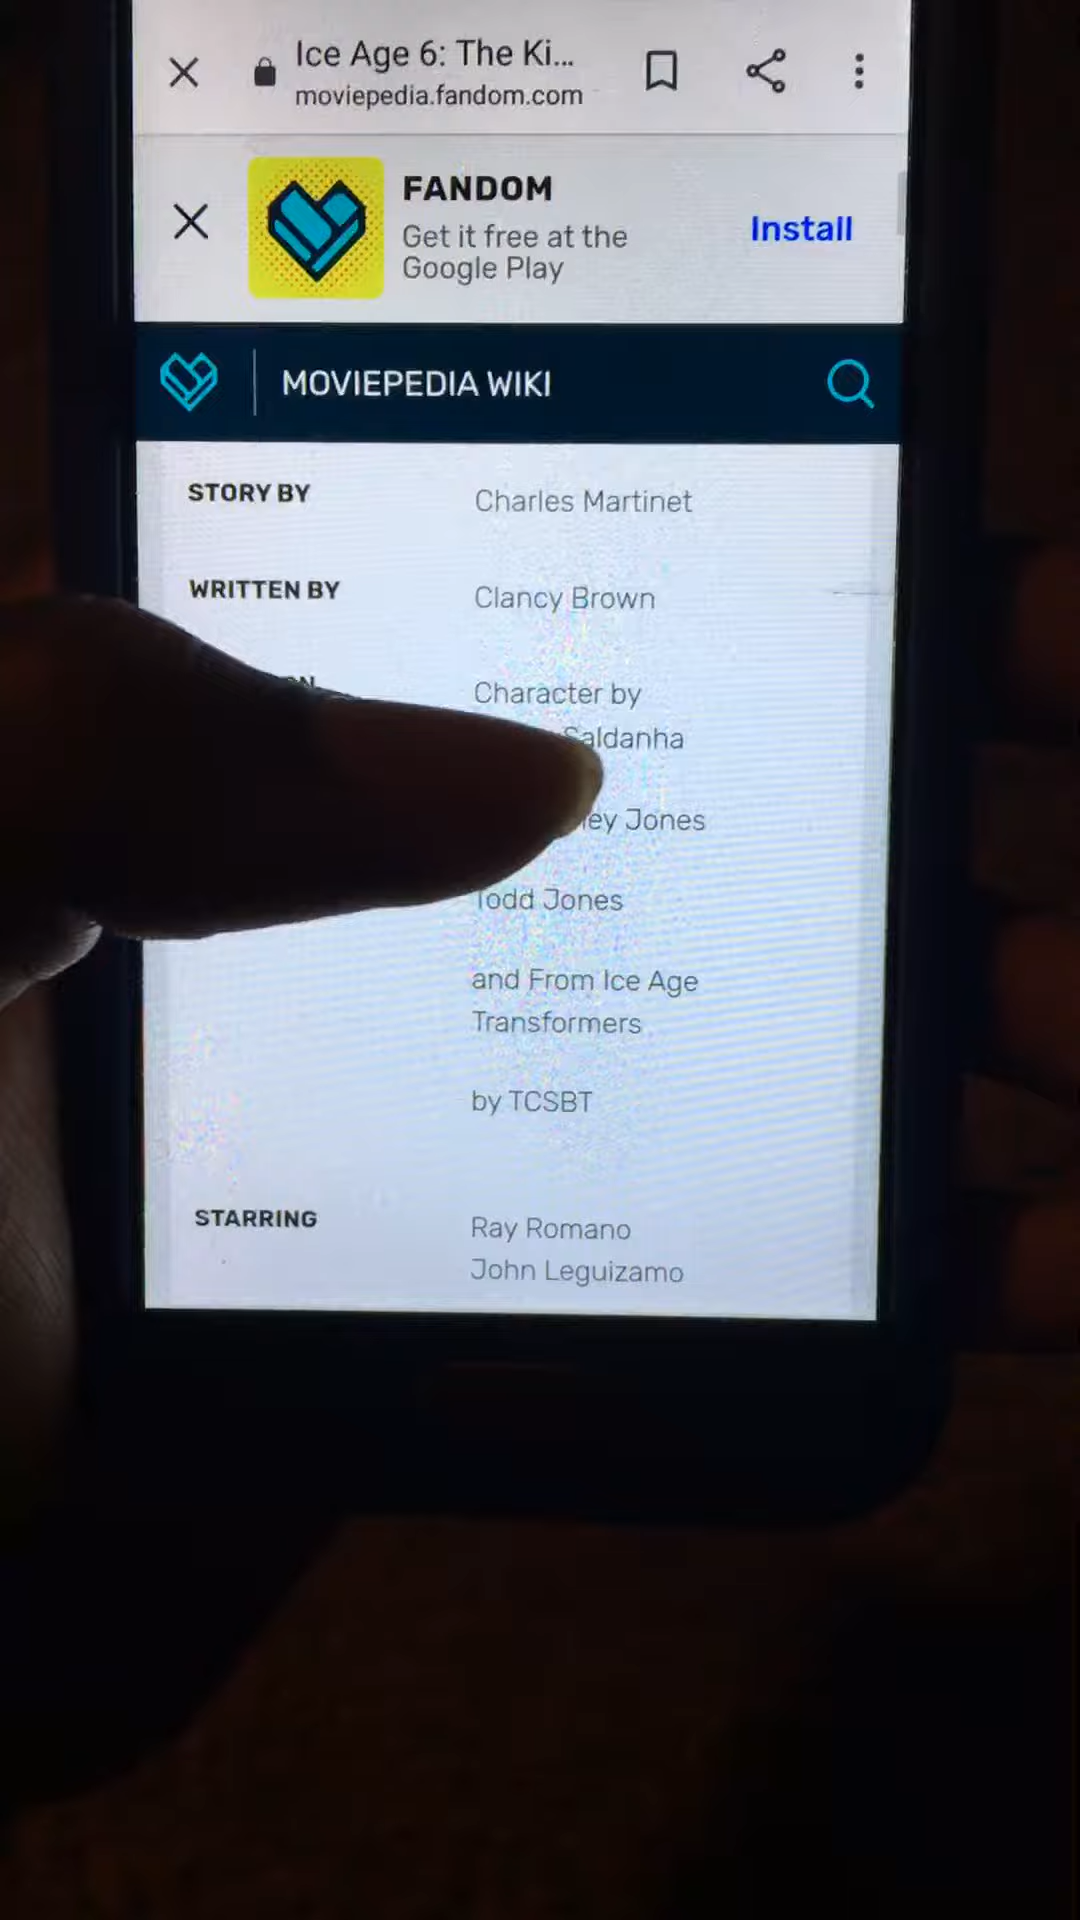 Ice Age 6: The Ki...
moviepedia.fandom.com
FANDOM
Get it free at the
Google Play
Install
MOVIEPEDIA WIKI
STORY BY
Charles Martinet
WRITTEN BY
Clancy Brown
Character by
Saldanha
Jones
Todd Jones
and From Ice Age
Transformers
by TCSBT
STARRING
Ray Romano
John Leguizamo